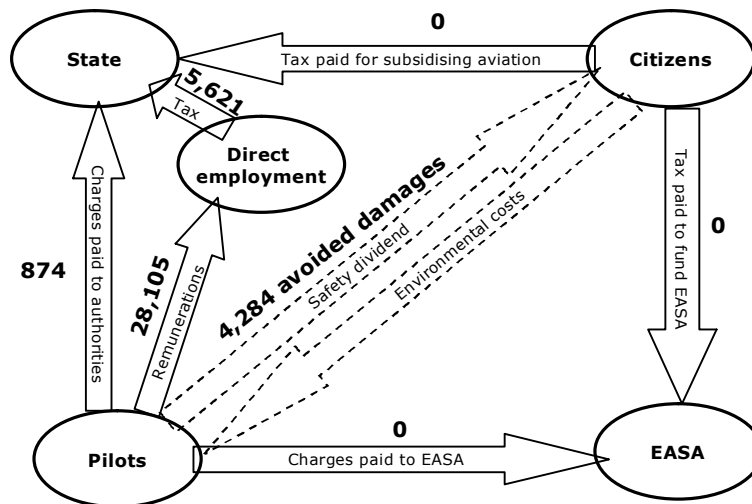 0
State
Tax paid for subsidising aviation
Citizens
5,621
Tax
Direct
employment
Charges paid to authorities
874
28,105
Remunerations
4,284 avoided damages
Safety dividend
Environmental costs
Tax paid to fund EASA
0
0
Pilots
Charges paid to EASA
EASA